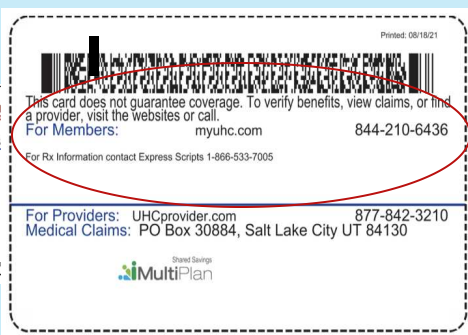 Printed: 08/18/21
This card does not guarantee coverage. To verify benefits, view claims, or find
a provider, visit the websites or call.
For Members: myuhc.com 844-210-6436
For Rx Information contact Express Scripts 1-866-533-7005
For Providers: UHCprovider.com 877-842-3210
Medical Claims: PO Box 30884, Salt Lake City UT 84130
Shared Savings
MultiPlan